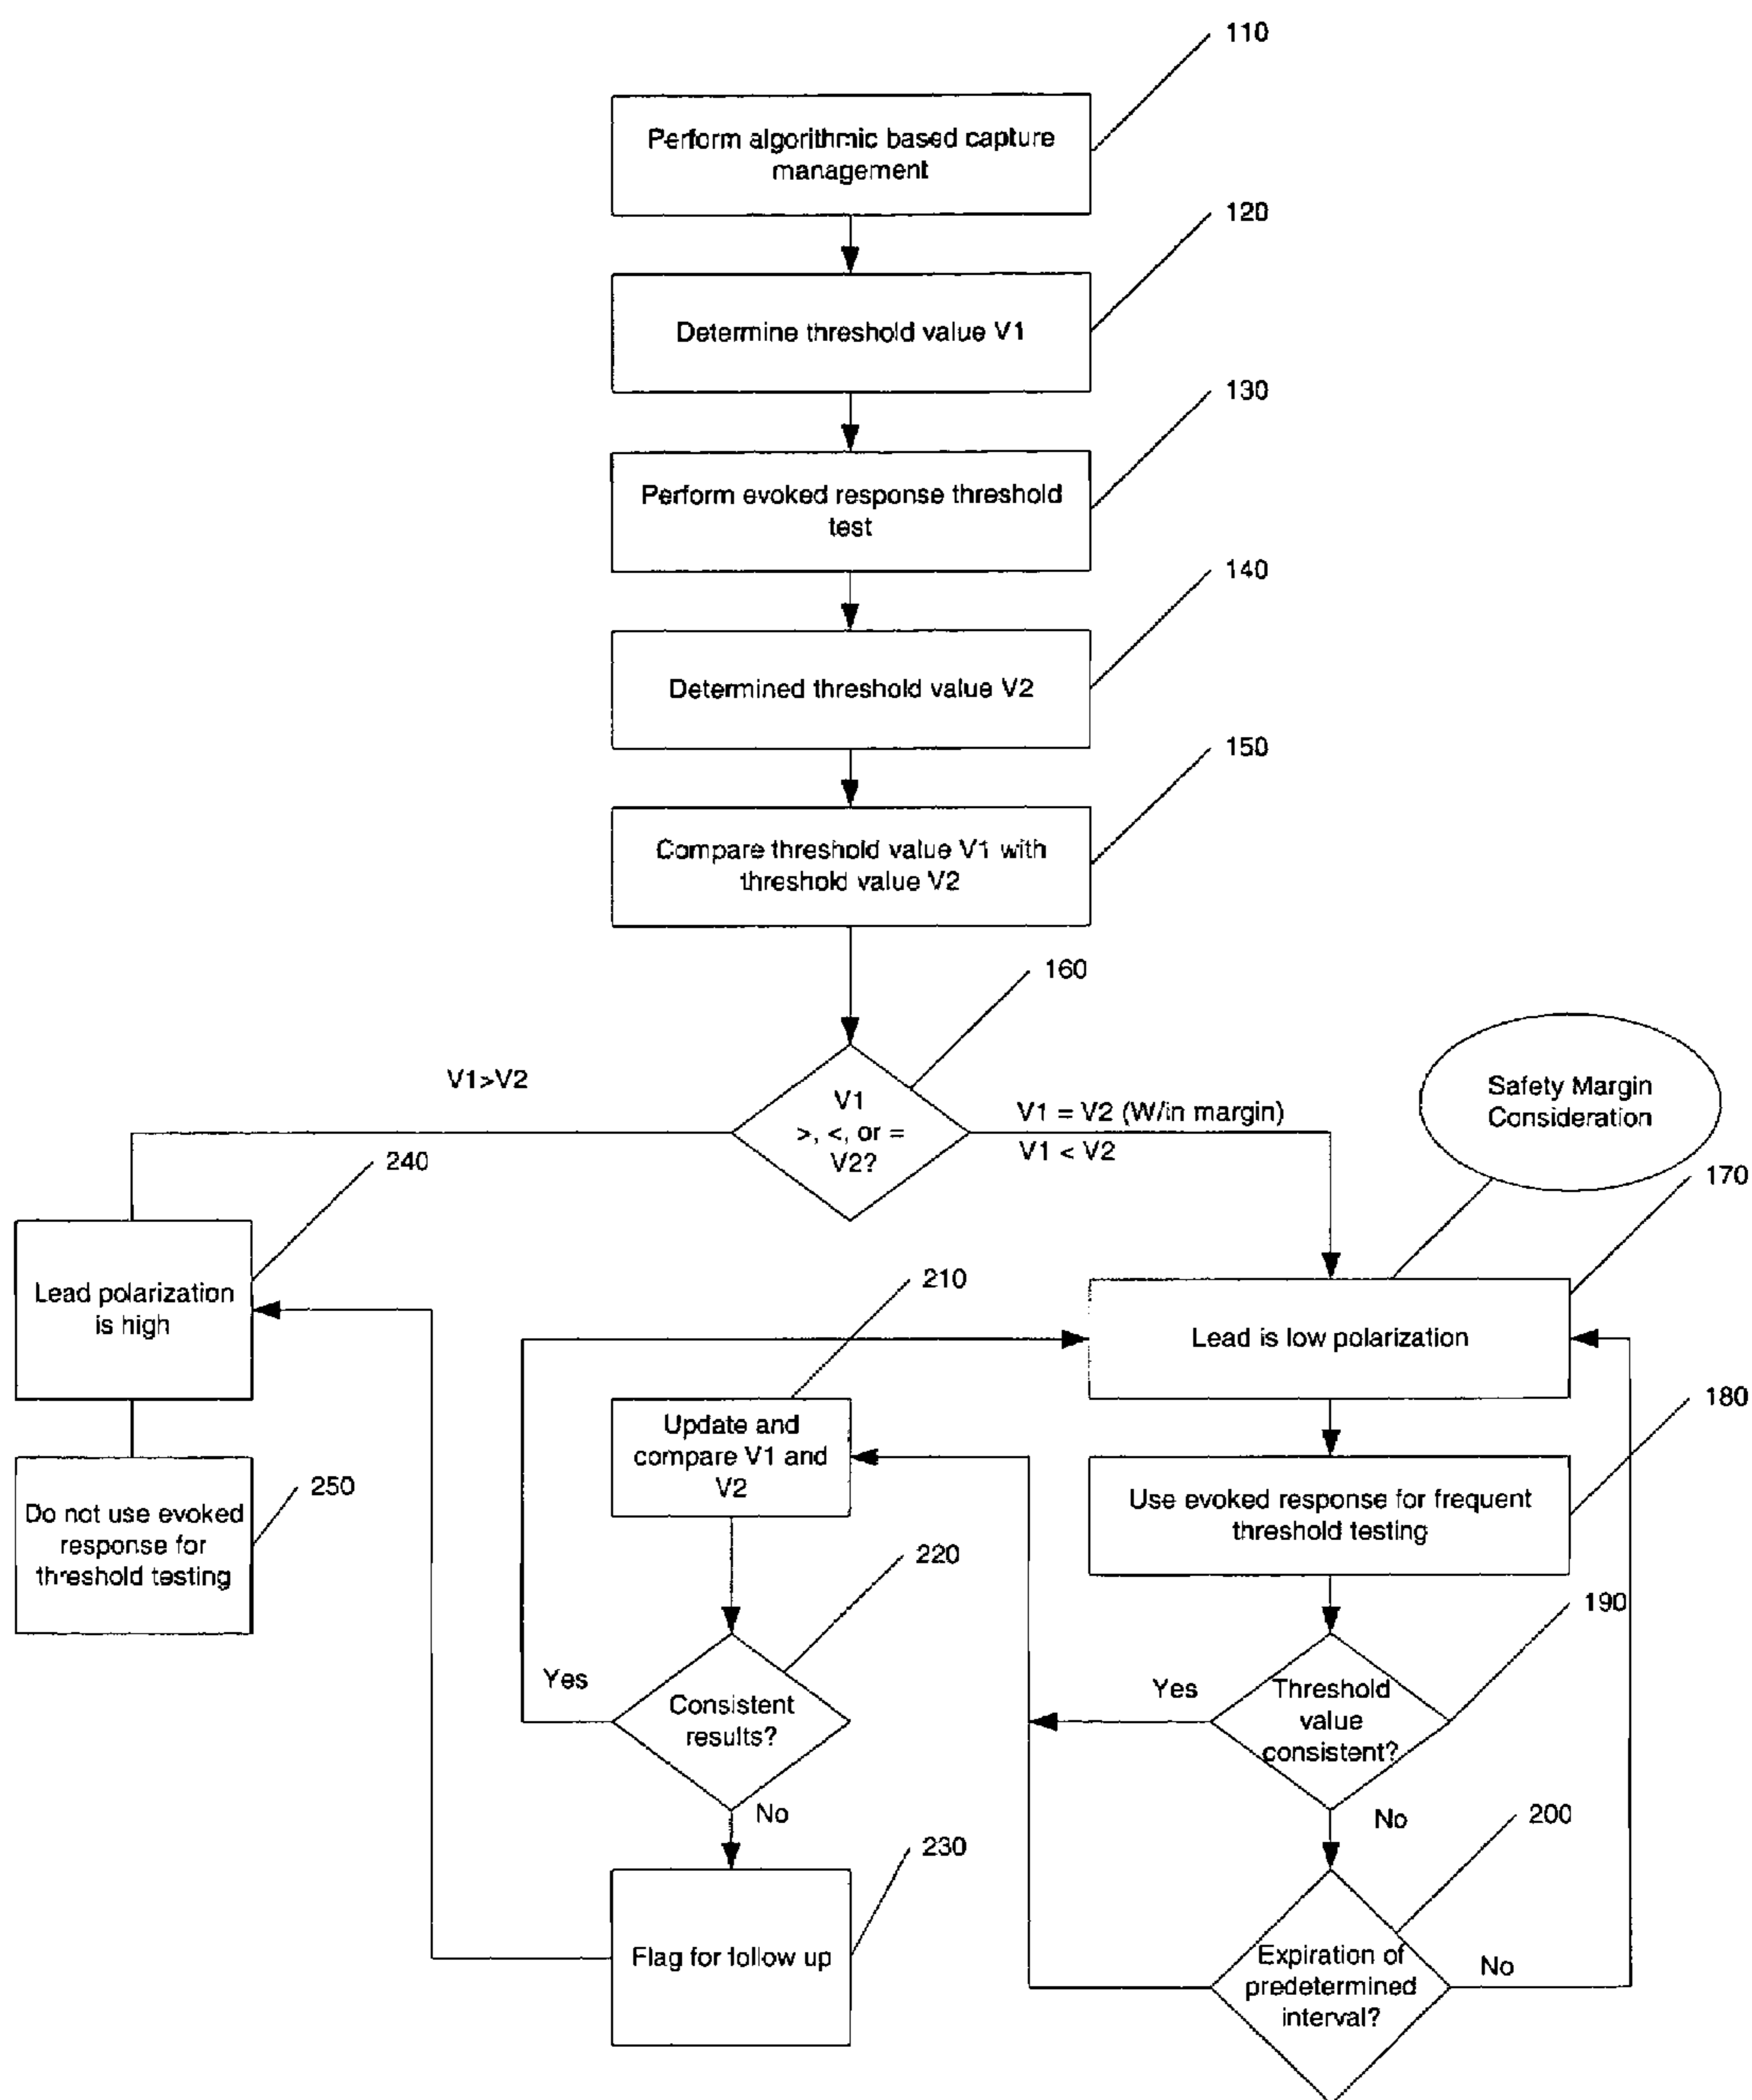 110
Perform algorithmic based capture
management
120
Determine threshold value V1
130
Perform evoked response threshold
test
140
Determined threshold value V2
150
Compare threshold value V1 with
threshold value V2
160
V1
>, <, or =
V2?
V1>V2
V1 = V2 (W/in margin)
V1 < V2
Safety Margin
Consideration
170
240
Lead polarization
is high
210
Lead is low polarization
180
Update and
compare V1 and
V2
Use evoked response for frequent
threshold testing
250
Do not use evoked
response for
threshold testing
220
190
Yes
Consistent
results?
No
Yes
Threshold
value
consistent?
No
200
230
Flag for follow up
Expiration of
predetermined
interval?
No